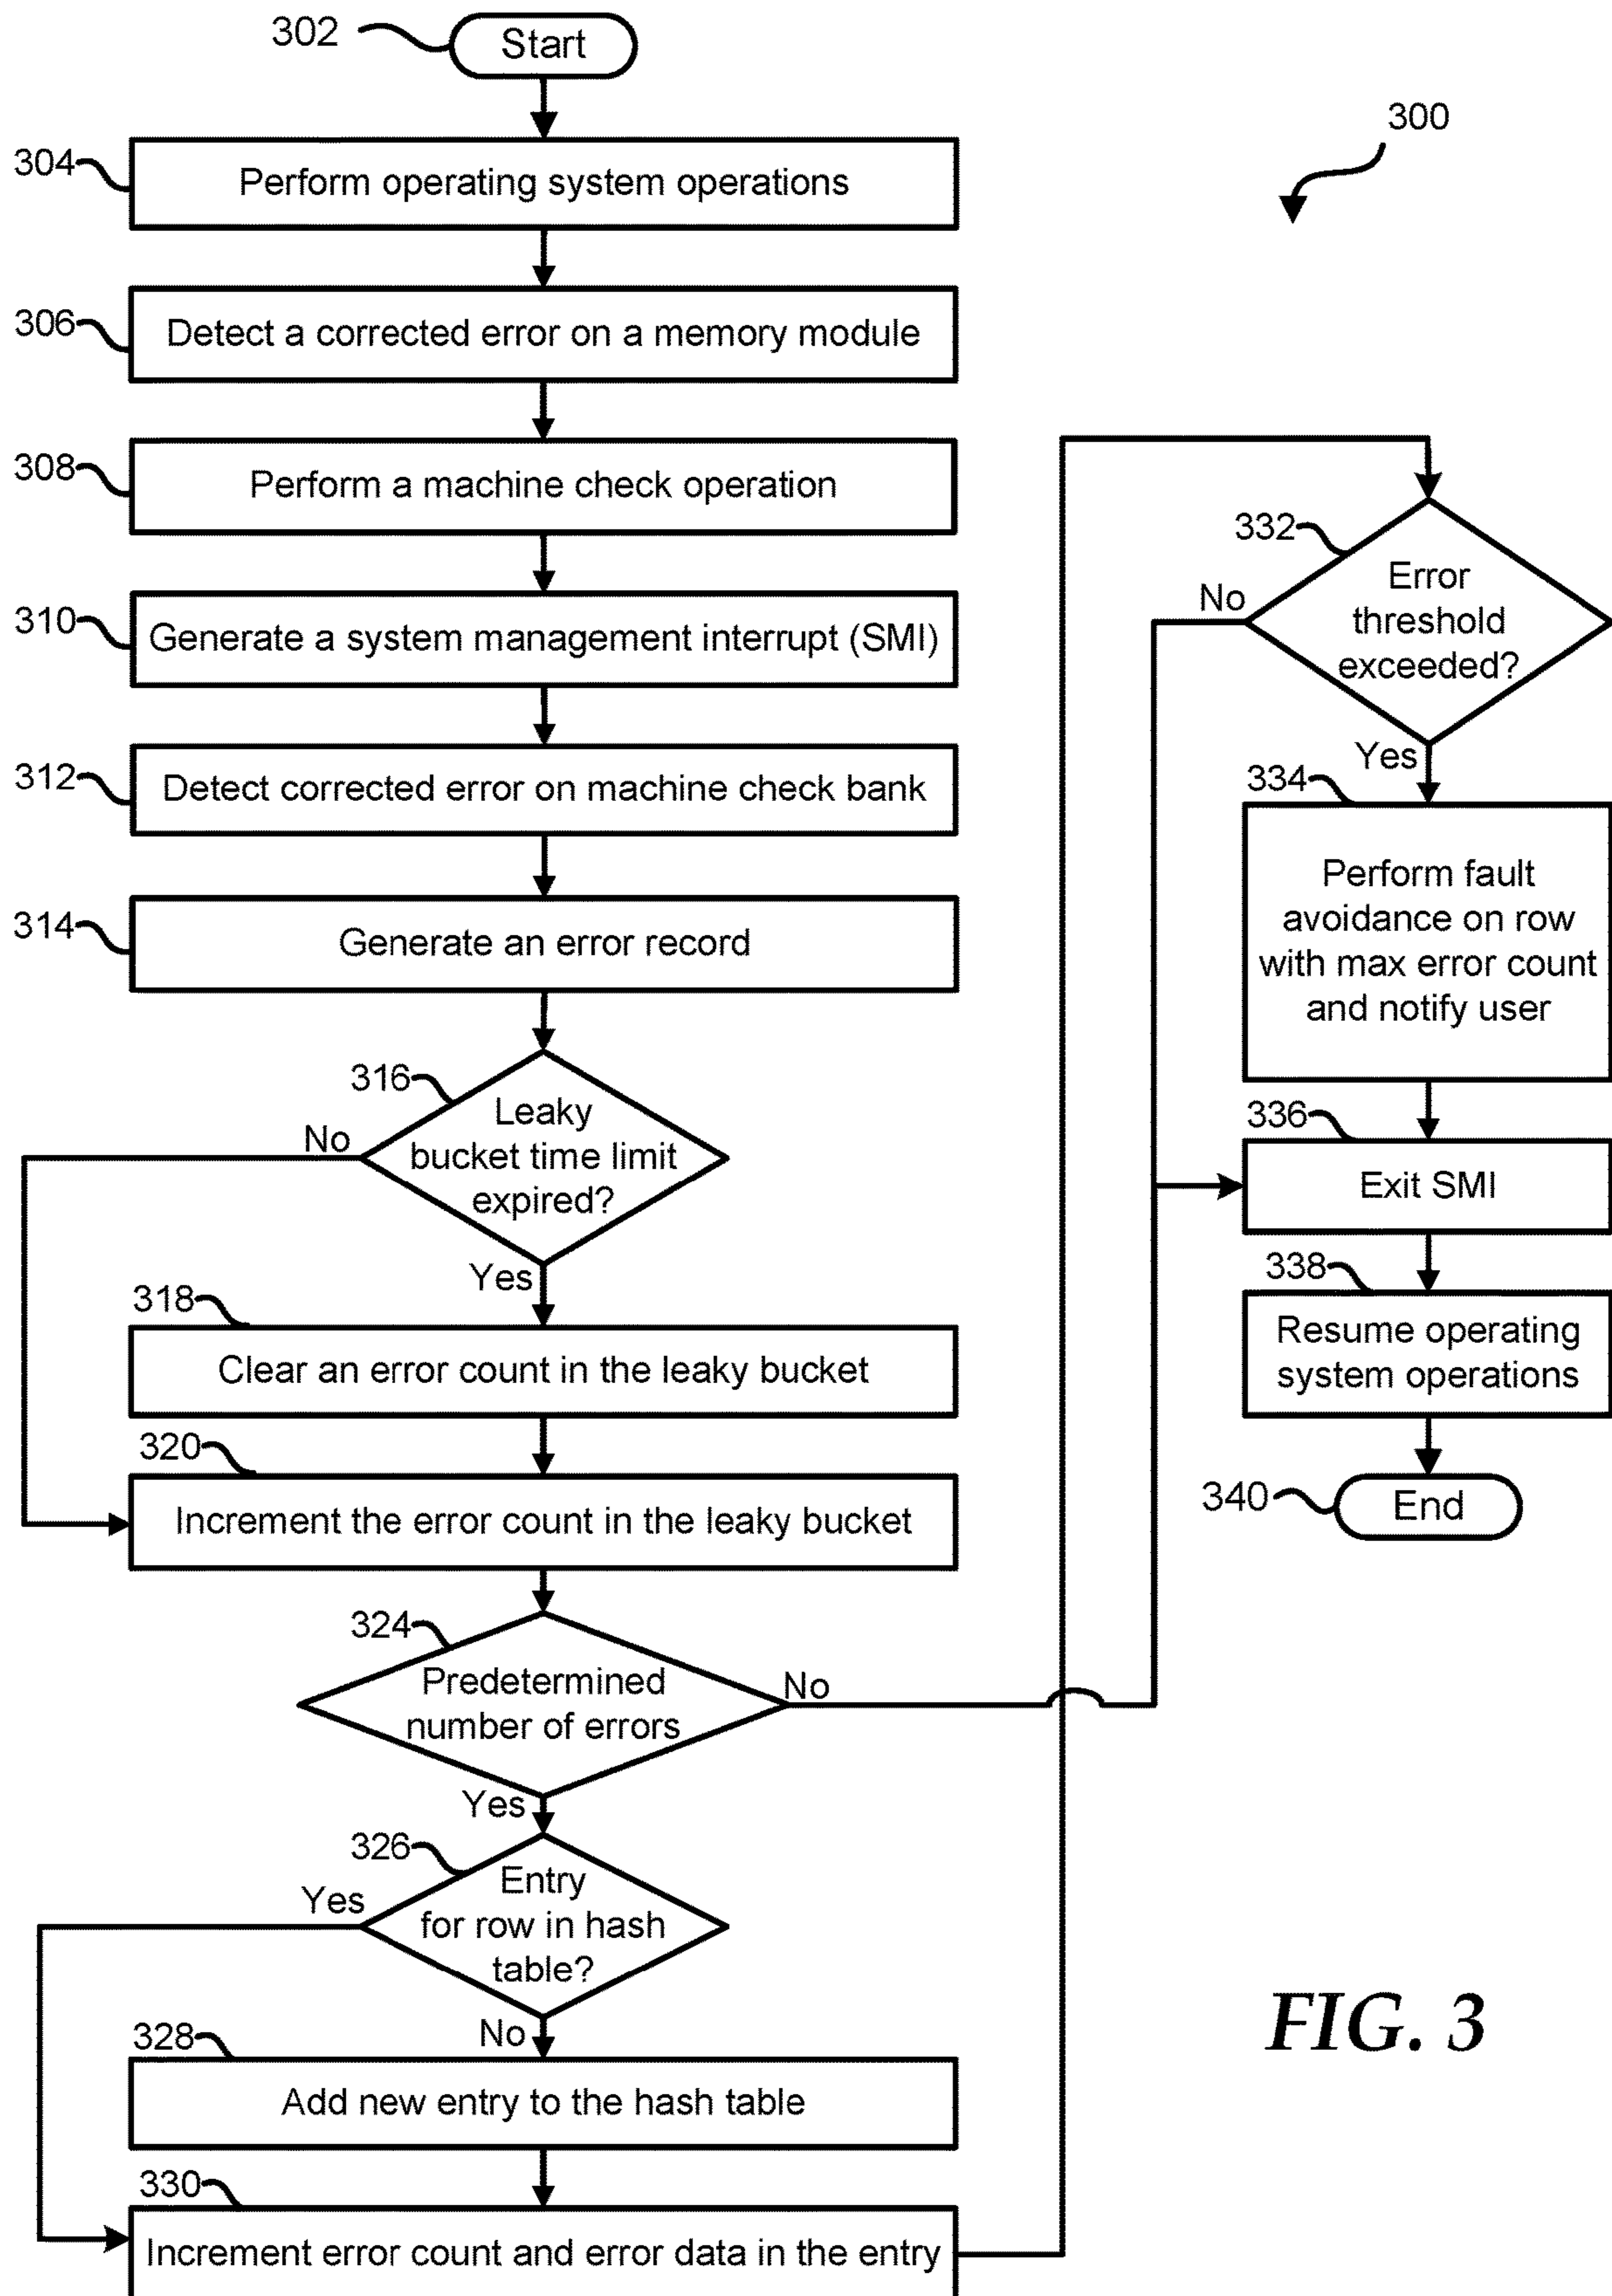 302
Start
300
304
Perform operating system operations
306
Detect a corrected error on a memory module
308
Perform a machine check operation
310
Generate a system management interrupt (SMI)
312
Detect corrected error on machine check bank
314
Generate an error record
316
Leaky
bucket time limit
expired?
No
Yes
318
Clear an error count in the leaky bucket
320
Increment the error count in the leaky bucket
324
Predetermined
number of errors
No
Yes
326
Entry
for row in hash
table?
Yes
No
328
Add new entry to the hash table
330
Increment error count and error data in the entry
332
Error
threshold
exceeded?
No
Yes
334
Perform fault
avoidance on row
with max error count
and notify user
336
Exit SMI
338
Resume operating
system operations
340
End
FIG. 3